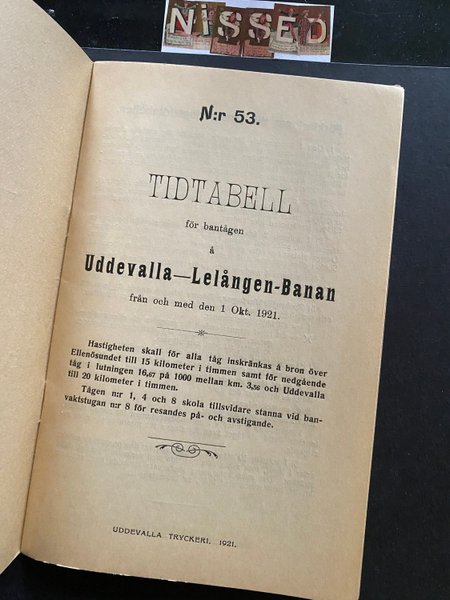 NiSSED
N:r 53.
TIDTABELL
för bantågen
å
Uddevalla—Lelången-Banan
från och med den 1 Okt. 1921.
Hastigheten skall för alla tåg inskränkas å bron över
Ellenösundet till 15 kilometer i timmen samt för nedgående
tåg i lutningen 16,67 på 1000 mellan km. 3,56 och Uddevalla
till 20 kilometer i timmen.
Tågen n:r 1, 4 och 8 skola tillsvidare stanna vid ban-
vaktstugan n:r 8 för resandes på- och avstigande.
UDDEVALLA TRYCKERI, 1921.